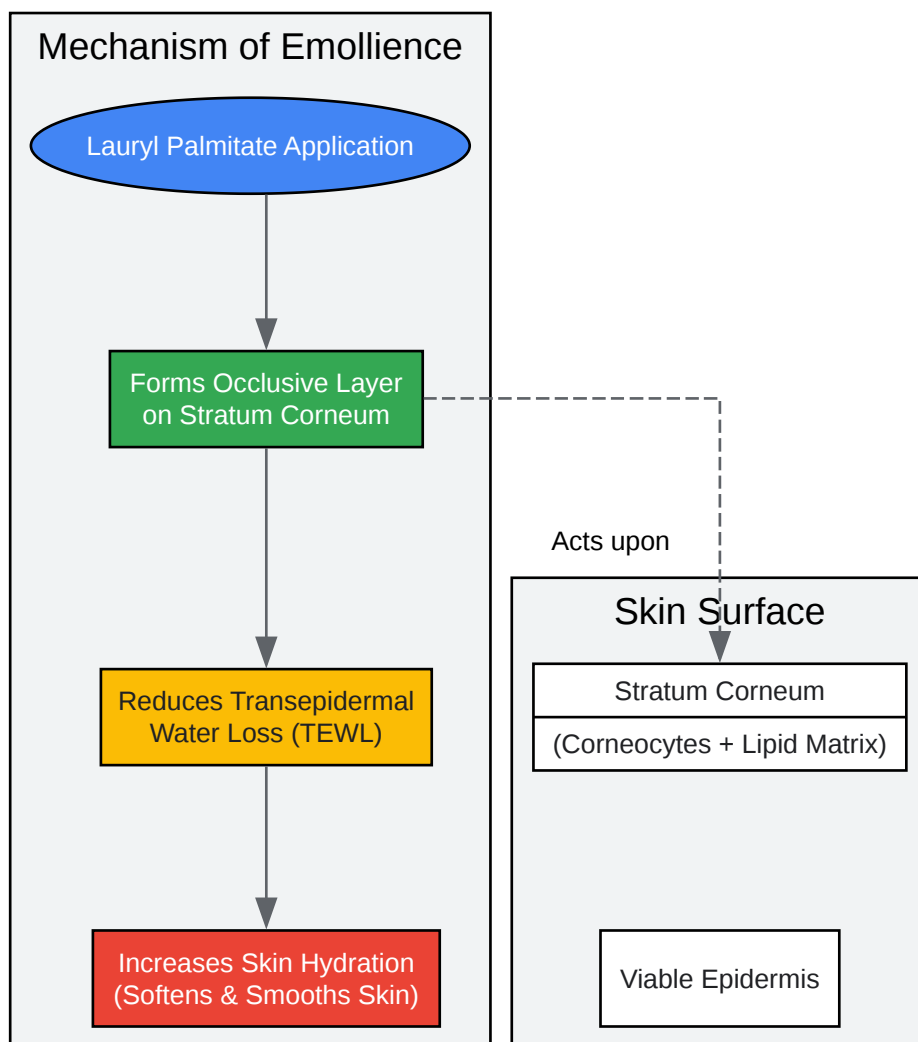 Mechanism of Emollience
Lauryl Palmitate Application
Forms Occlusive Layer
on Stratum Corneum
Reduces Transepidermal
Water Loss (TEWL)
Increases Skin Hydration
(Softens & Smooths Skin)
Acts upon
Skin Surface
Stratum Corneum
(Corneocytes + Lipid Matrix)
Viable Epidermis